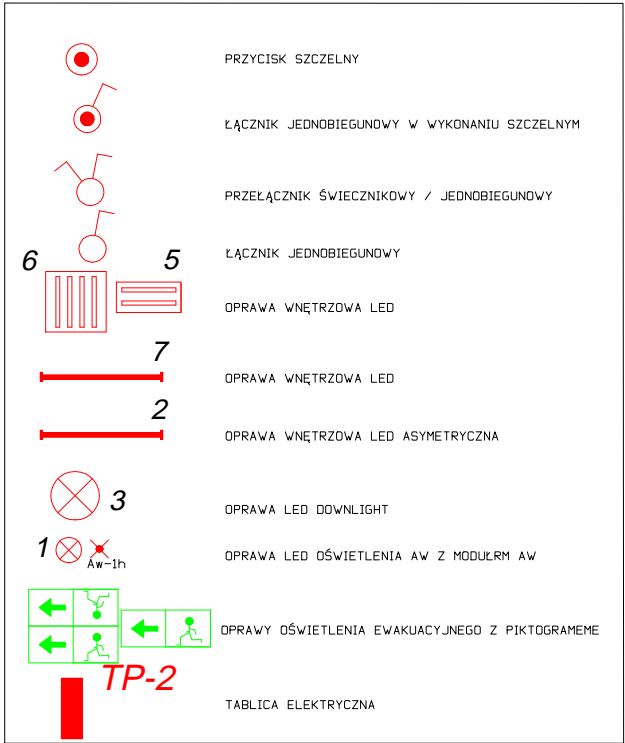 PRZYCISK SZCZELNY
ŁĄCZNIK JEDNOBIEGUNOWY W WYKONANIU SZCZELNYM
PRZEŁĄCZNIK ŚWIECZNIKOWY / JEDNOBIEGUNOWY
ŁĄCZNIK JEDNOBIEGUNOWY
6 5
OPRAWA WNĘTRZOWA LED
7
OPRAWA WNĘTRZOWA LED
2
OPRAWA WNĘTRZOWA LED ASYMETRYCZNA
3
OPRAWA LED DOWNLIGHT
1
Aw-1h
OPRAWA LED OŚWIETLENIA AW Z MODUŁRM AW
OPRAWY OŚWIETLENIA EWAKUACYJNEGO Z PIKTOGRAMEME
TP-2
TABLICA ELEKTRYCZNA